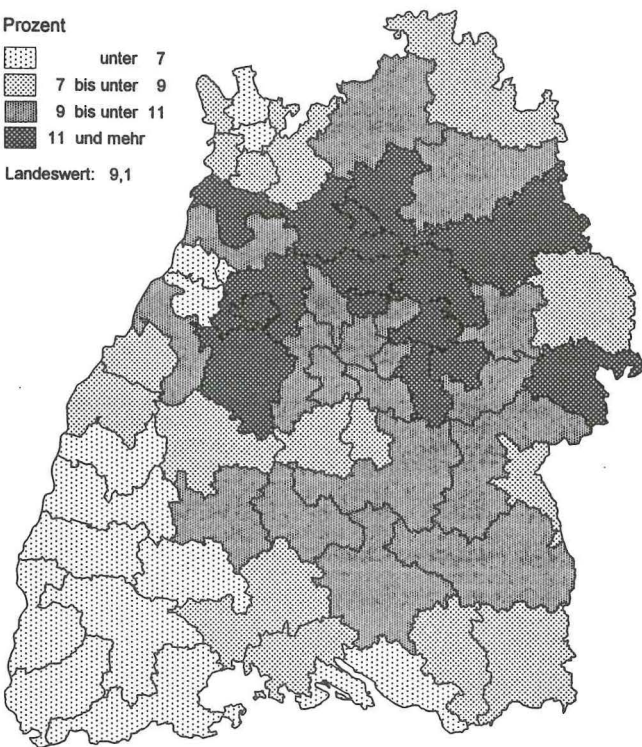 Prozent
unter 7
7 bis unter 9
9 bis unter 11
11 und mehr
Landeswert: 9,1